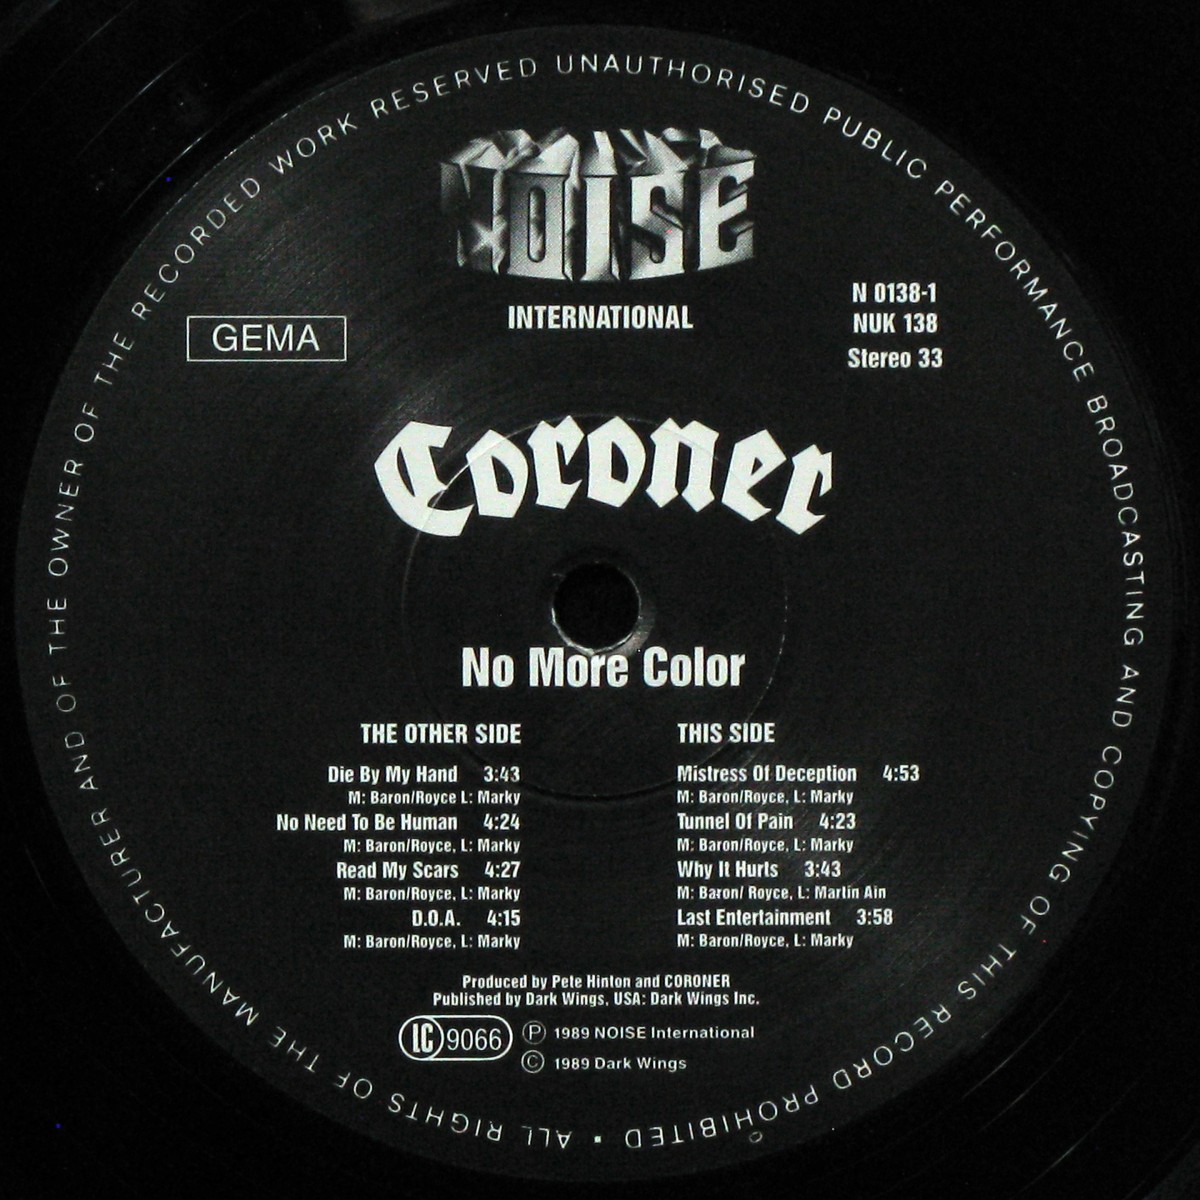 ALL RIGHTS OF THE MANUFACTURER AND OF THE OWNER OF THE RECORDED WORK RESERVED UNAUTHORISED PUBLIC PERFORMANCE BROADCASTING AND COPYING OF THIS RECORD PROHIBITED •
NOISE
INTERNATIONAL
GEMA
N 0138-1
NUK 138
Stereo 33
Coroner
No More Color
THE OTHER SIDE
Die By My Hand 3:43
M: Baron/Royce L: Marky
No Need To Be Human 4:24
M: Baron/Royce, L: Marky
Read My Scars 4:27
M: Baron/Royce, L: Marky
D.O.A. 4:15
M: Baron/Royce, L: Marky
THIS SIDE
Mistress Of Deception 4:53
M: Baron/Royce, L: Marky
Tunnel Of Pain 4:23
M: Baron/Royce, L: Marky
Why It Hurts 3:43
M: Baron/ Royce, L: Martin Ain
Last Entertainment 3:58
M: Baron/Royce, L: Marky
Produced by Pete Hinton and CORONER
Published by Dark Wings, USA: Dark Wings Inc.
LC 9066
Ⓟ 1989 NOISE International
© 1989 Dark Wings